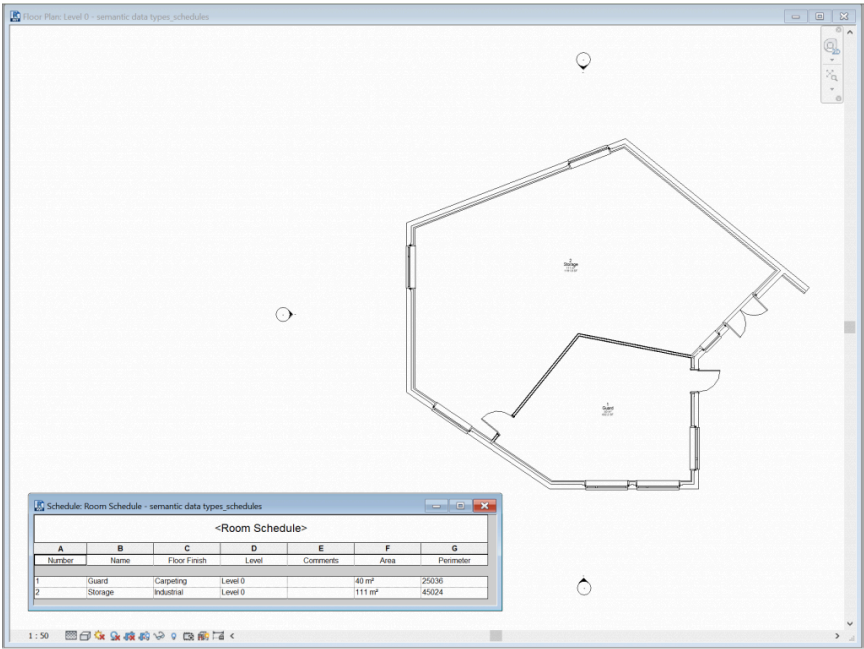 Floor Plan: Level 0 - semantic data types_schedules
2
Storage
1
Guard
Schedule: Room Schedule - semantic data types_schedules
<Room Schedule>
A B C D E F G
Number Name Floor Finish Level Comments Area Perimeter
1 Guard Carpeting Level 0 40 m² 25036
2 Storage Industrial Level 0 111 m² 45024
1 : 50